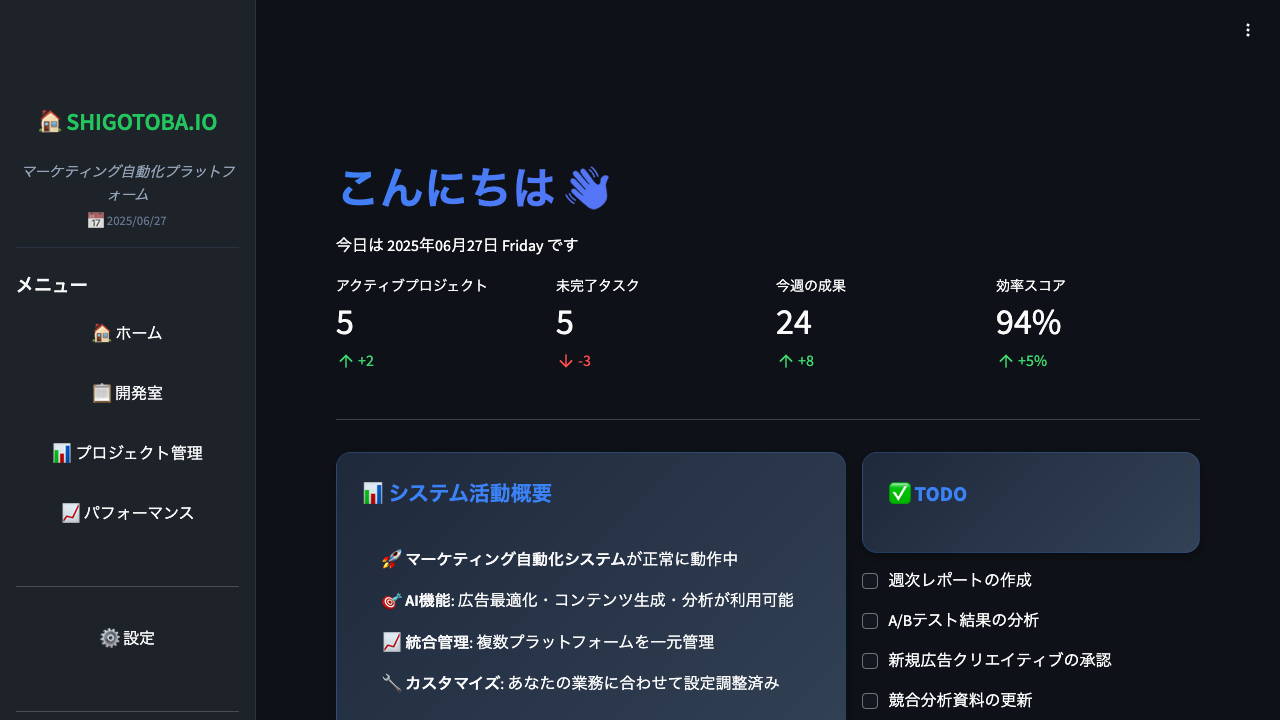 🏠 SHIGOTOBA.IO
マーケティング自動化プラットフ
ォーム
📅 2025/06/27
メニュー
🏠 ホーム
📋 開発室
📊 プロジェクト管理
📈 パフォーマンス
⚙️ 設定
こんにちは 👋
今日は 2025年06月27日 Friday です
アクティブプロジェクト
5
↑ +2
未完了タスク
5
↓ -3
今週の成果
24
↑ +8
効率スコア
94%
↑ +5%
📊 システム活動概要
🚀 マーケティング自動化システムが正常に動作中
🎯 AI機能: 広告最適化・コンテンツ生成・分析が利用可能
📈 統合管理: 複数プラットフォームを一元管理
🔧 カスタマイズ: あなたの業務に合わせて設定調整済み
✅ TODO
週次レポートの作成
A/Bテスト結果の分析
新規広告クリエイティブの承認
競合分析資料の更新